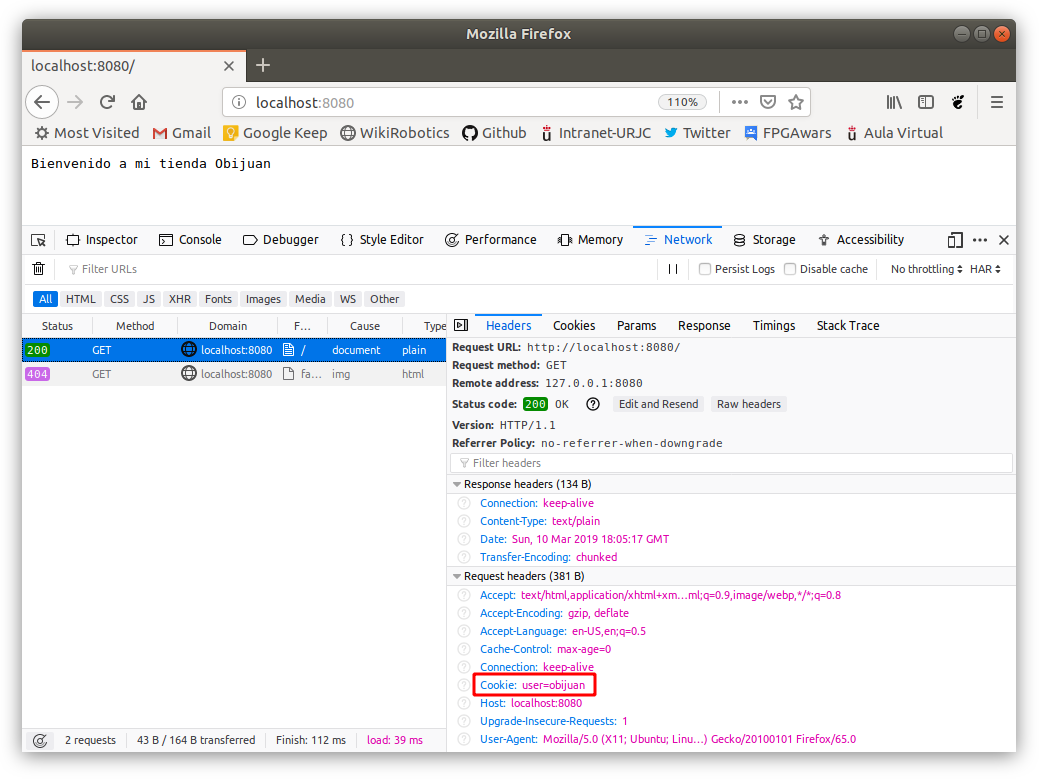 Mozilla Firefox
localhost:8080/
localhost:8080 110%
Most Visited Gmail Google Keep WikiRobotics Github Intranet-URJC Twitter FPGAwars Aula Virtual
Bienvenido a mi tienda Obijuan
Inspector Console Debugger {} Style Editor Performance Memory Network Storage Accessibility
Filter URLs Persist Logs Disable cache No throttling HAR
All HTML CSS JS XHR Fonts Images Media WS Other
Status Method Domain F... Cause Type Headers Cookies Params Response Timings Stack Trace
200 GET localhost:8080 / document plain
404 GET localhost:8080 fa... img html
Request URL: http://localhost:8080/
Request method: GET
Remote address: 127.0.0.1:8080
Status code: 200 OK Edit and Resend Raw headers
Version: HTTP/1.1
Referrer Policy: no-referrer-when-downgrade
Filter headers
Response headers (134 B)
Connection: keep-alive
Content-Type: text/plain
Date: Sun, 10 Mar 2019 18:05:17 GMT
Transfer-Encoding: chunked
Request headers (381 B)
Accept: text/html,application/xhtml+xm...ml;q=0.9,image/webp,*/*;q=0.8
Accept-Encoding: gzip, deflate
Accept-Language: en-US,en;q=0.5
Cache-Control: max-age=0
Connection: keep-alive
Cookie: user=obijuan
Host: localhost:8080
Upgrade-Insecure-Requests: 1
User-Agent: Mozilla/5.0 (X11; Ubuntu; Linu...) Gecko/20100101 Firefox/65.0
2 requests 43 B / 164 B transferred Finish: 112 ms load: 39 ms